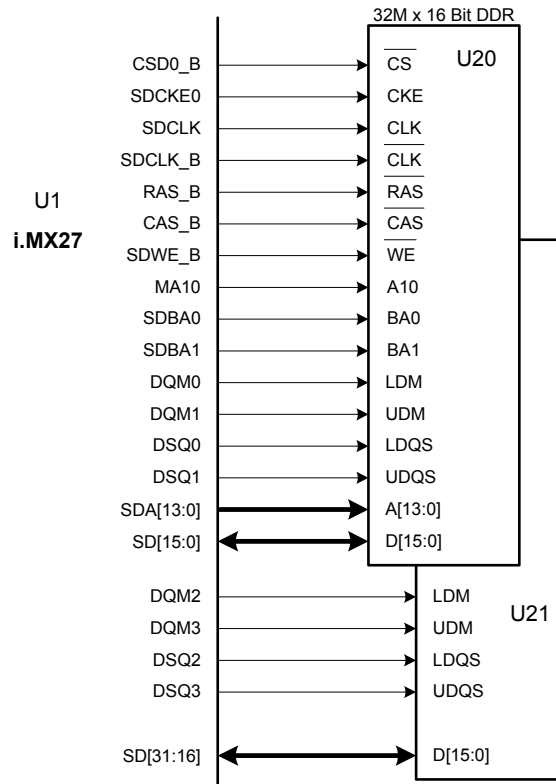 32M x 16 Bit DDR
U20
CSD0_B CS
SDCKE0 CKE
SDCLK CLK
SDCLK_B CLK
RAS_B RAS
U1
i.MX27
CAS_B CAS
SDWE_B WE
MA10 A10
SDBA0 BA0
SDBA1 BA1
DQM0 LDM
DQM1 UDM
DSQ0 LDQS
DSQ1 UDQS
SDA[13:0] A[13:0]
SD[15:0] D[15:0]
U21
DQM2 LDM
DQM3 UDM
DSQ2 LDQS
DSQ3 UDQS
SD[31:16] D[15:0]